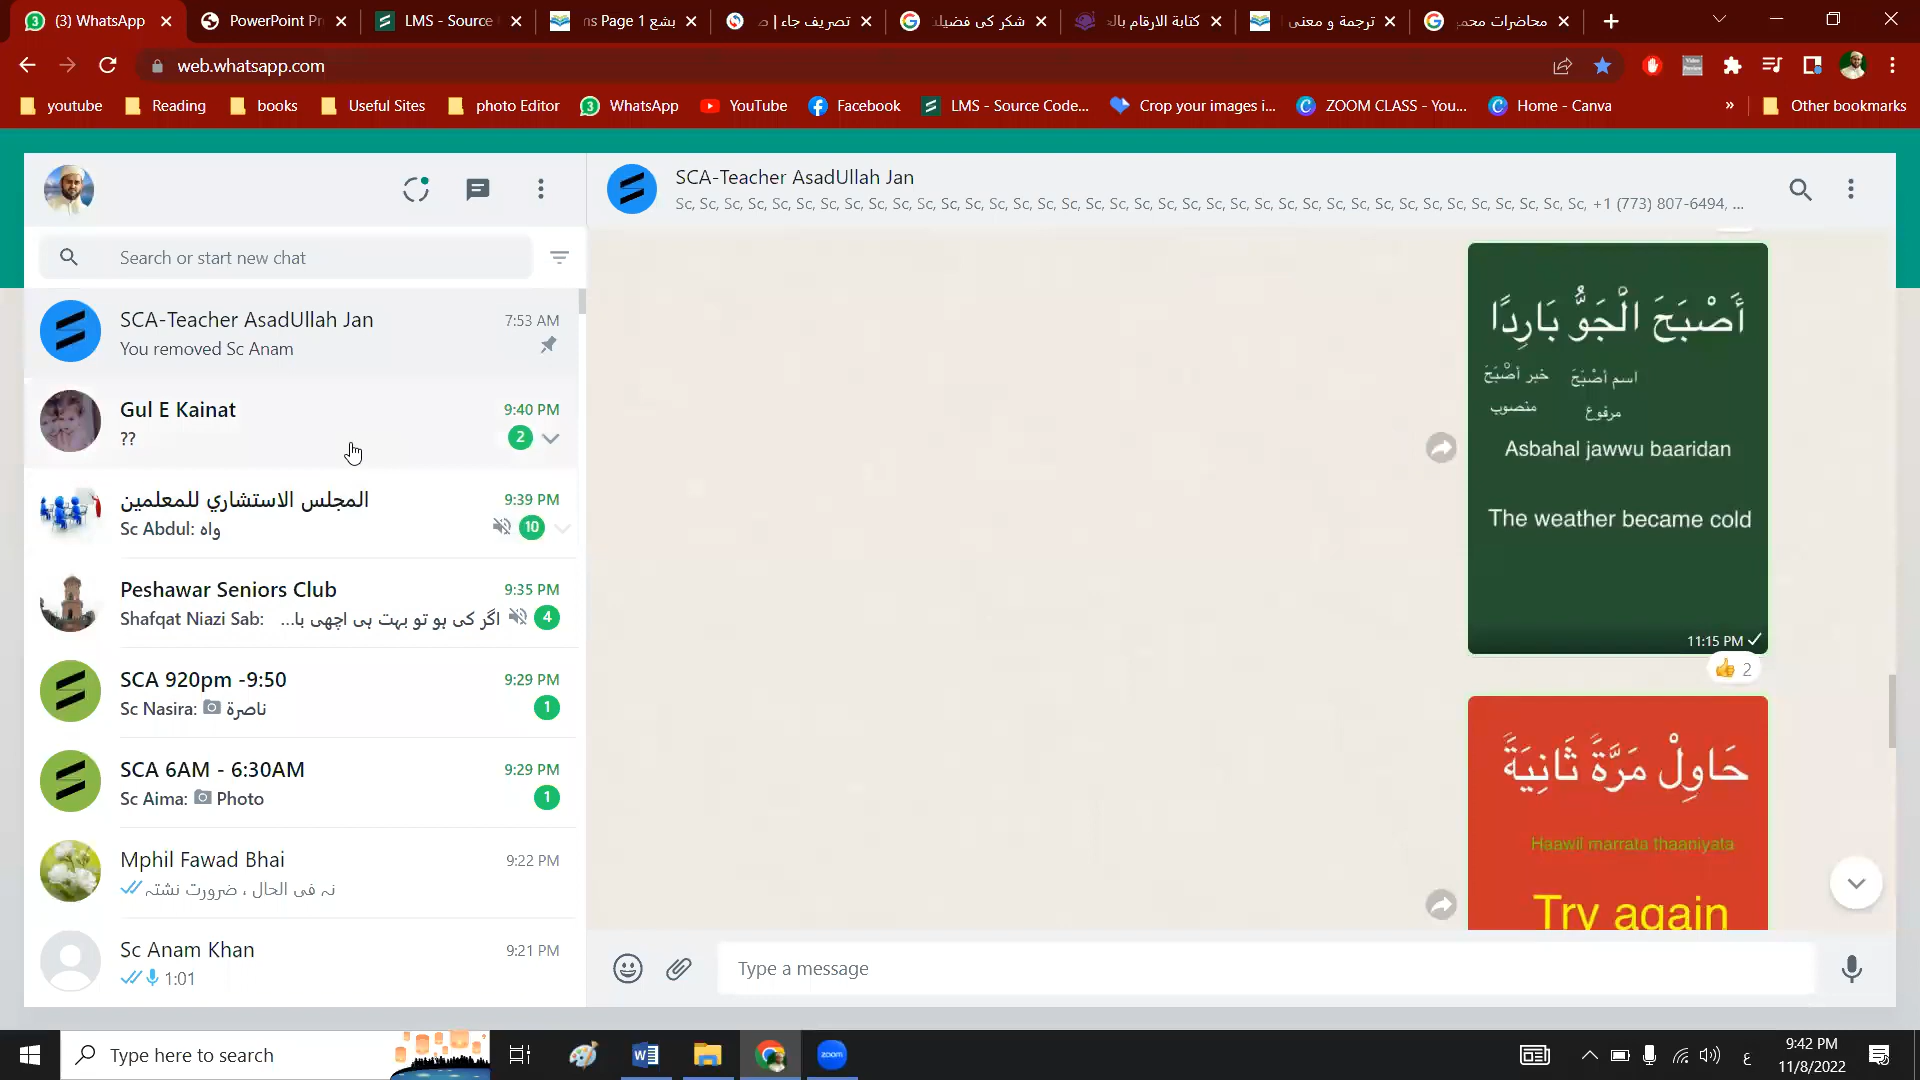 (3) WhatsApp
PowerPoint Pr
LMS - Source
بشع ns Page 1
تصريف جاء | ص
شکر کی فضیل
كتابة الارقام بال
ترجمة و معنى
محاضرات محم
web.whatsapp.com
youtube
Reading
books
Useful Sites
photo Editor
WhatsApp
YouTube
Facebook
LMS - Source Code...
Crop your images i...
ZOOM CLASS - You...
Home - Canva
»
Other bookmarks
SCA-Teacher AsadUllah Jan
Sc, Sc, Sc, Sc, Sc, Sc, Sc, Sc, Sc, Sc, Sc, Sc, Sc, Sc, Sc, Sc, Sc, Sc, Sc, Sc, Sc, Sc, Sc, Sc, Sc, Sc, Sc, Sc, Sc, Sc, Sc, Sc, Sc, Sc, Sc, Sc, Sc, Sc, +1 (773) 807-6494, ...
Search or start new chat
SCA-Teacher AsadUllah Jan
7:53 AM
You removed Sc Anam
Gul E Kainat
9:40 PM
??
2
المجلس الاستشاري للمعلمين
9:39 PM
Sc Abdul: واہ
10
Peshawar Seniors Club
9:35 PM
Shafqat Niazi Sab: اگر کی ہو تو بہت ہی اچھی با...
4
SCA 920pm -9:50
9:29 PM
Sc Nasira: ناصرة
1
SCA 6AM - 6:30AM
9:29 PM
Sc Aima: Photo
1
Mphil Fawad Bhai
9:22 PM
نہ فی الحال ، ضرورت نشتہ
Sc Anam Khan
9:21 PM
1:01
أَصْبَحَ الْجَوُّ بَارِدًا
اسم أصْبَحَ خبر أصْبَحَ
مرفوع منصوب
Asbahal jawwu baaridan
The weather became cold
11:15 PM
2
حَاوِلْ مَرَّةً ثَانِيَةً
Haawil marrata thaaniyata
Try again
Type a message
Type here to search
zoom
ع
9:42 PM
11/8/2022